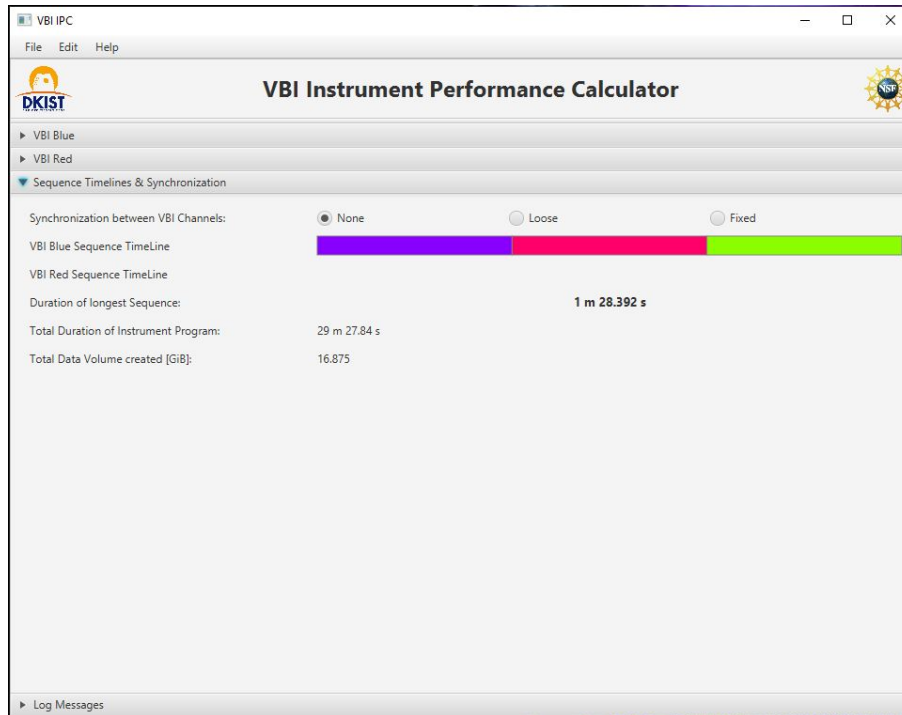 VBI IPC
File Edit Help
DKIST
VBI Instrument Performance Calculator
NSF
VBI Blue
VBI Red
Sequence Timelines & Synchronization
Synchronization between VBI Channels: None Loose Fixed
VBI Blue Sequence TimeLine
VBI Red Sequence TimeLine
Duration of longest Sequence: 1 m 28.392 s
Total Duration of Instrument Program: 29 m 27.84 s
Total Data Volume created [GiB]: 16.875
Log Messages